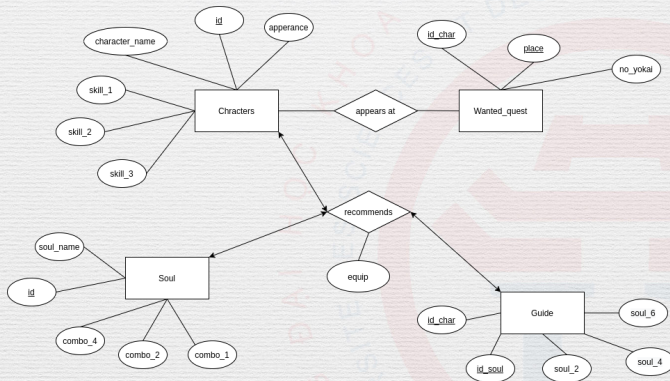 id
apperance
character_name
id_char
place
no_yokai
skill_1
Chracters
appears at
Wanted_quest
skill_2
skill_3
recommends
soul_name
Soul
equip
id
id_char
Guide
soul_6
combo_4
combo_2
combo_1
id_soul
soul_2
soul_4